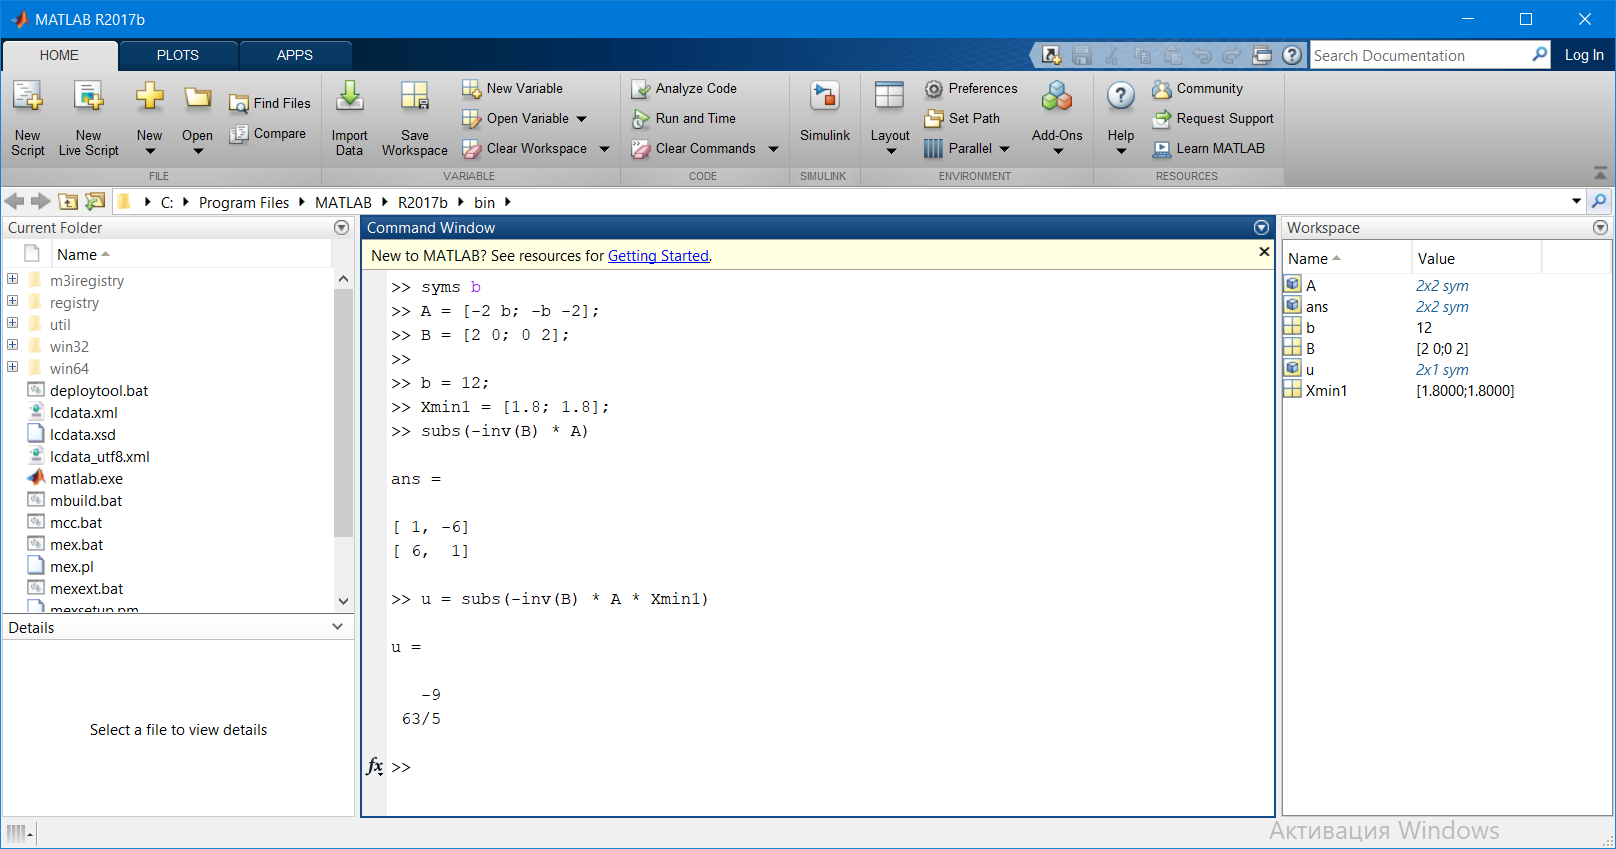 MATLAB R2017b
HOME PLOTS APPS
Search Documentation
Log In
New Script
New Live Script
New
Open
Find Files
Compare
FILE
Import Data
Save Workspace
New Variable
Open Variable
Clear Workspace
VARIABLE
Analyze Code
Run and Time
Clear Commands
CODE
Simulink
SIMULINK
Layout
Preferences
Set Path
Parallel
Add-Ons
ENVIRONMENT
Help
Community
Request Support
Learn MATLAB
RESOURCES
C: Program Files MATLAB R2017b bin
Current Folder
Name
m3iregistry
registry
util
win32
win64
deploytool.bat
lcdata.xml
lcdata.xsd
lcdata_utf8.xml
matlab.exe
mbuild.bat
mcc.bat
mex.bat
mex.pl
mexext.bat
mexsetup.pm
Details
Select a file to view details
Command Window
New to MATLAB? See resources for Getting Started.
>> syms b
>> A = [-2 b; -b -2];
>> B = [2 0; 0 2];
>>
>> b = 12;
>> Xmin1 = [1.8; 1.8];
>> subs(-inv(B) * A)
ans =
[ 1, -6]
[ 6, 1]
>> u = subs(-inv(B) * A * Xmin1)
u =
-9
63/5
fx >>
Workspace
Name Value
A 2x2 sym
ans 2x2 sym
b 12
B [2 0;0 2]
u 2x1 sym
Xmin1 [1.8000;1.8000]
Активация Windows